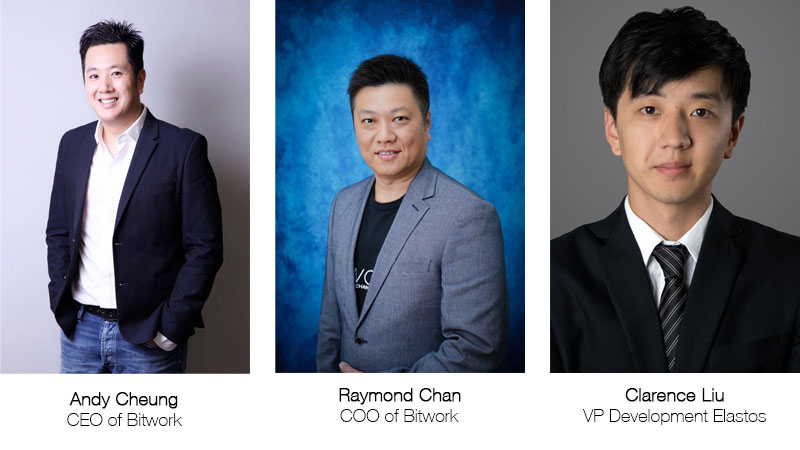 Andy Cheung
CEO of Bitwork
Raymond Chan
COO of Bitwork
Clarence Liu
VP Development Elastos